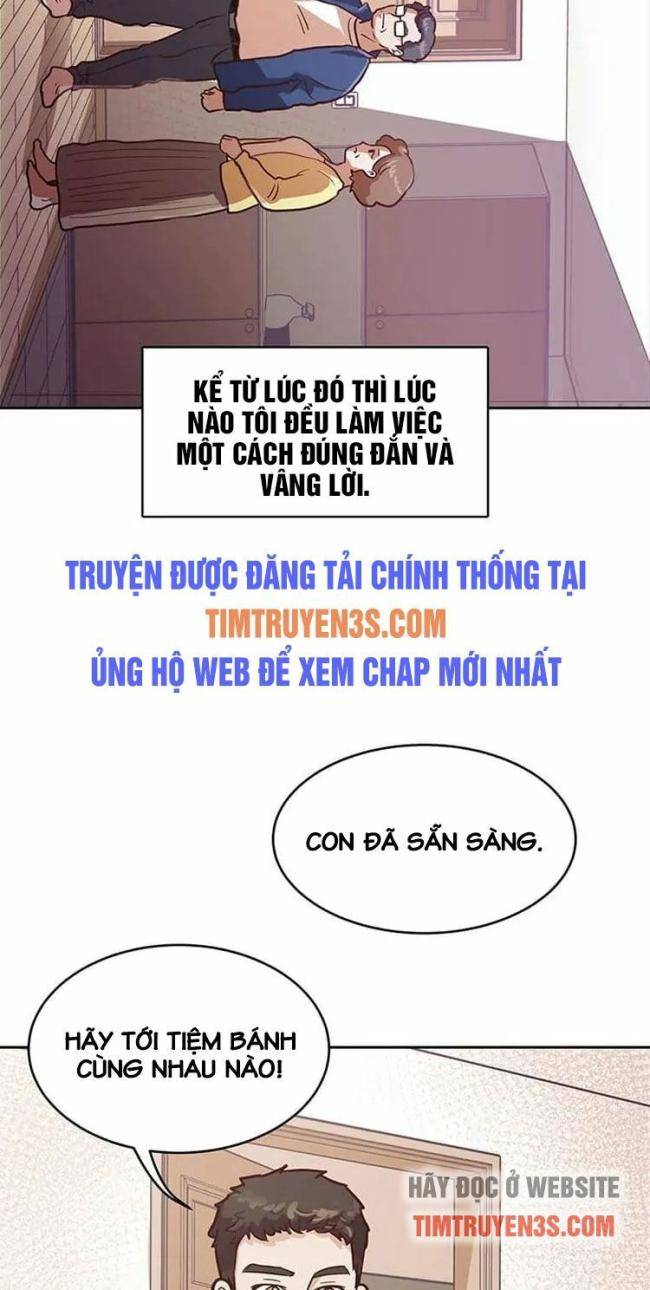 KỂ TỪ LÚC ĐÓ THÌ LÚC
NÀO TÔI ĐỀU LÀM VIỆC
MỘT CÁCH ĐÚNG ĐẮN VÀ
VÂNG LỜI.
TRUYỆN ĐƯỢC ĐĂNG TẢI CHÍNH THỐNG TẠI
TIMTRUYEN3S.COM
ỦNG HỘ WEB ĐỂ XEM CHAP MỚI NHẤT
CON ĐÃ SẴN SÀNG.
HÃY TỚI TIỆM BÁNH
CÙNG NHAU NÀO!
HÃY ĐỌC Ở WEBSITE
TIMTRUYEN3S.COM